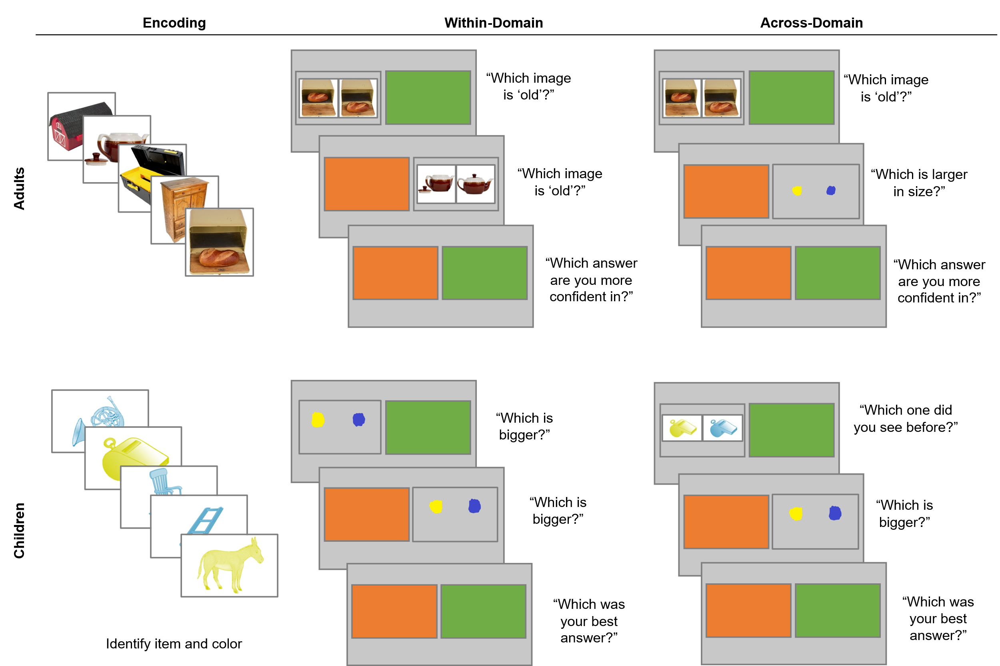 Encoding
Within-Domain
Across-Domain
Adults
“Which image
is ‘old’?”
“Which image
is ‘old’?”
“Which answer
are you more
confident in?”
“Which image
is ‘old’?”
“Which is larger
in size?”
“Which answer
are you more
confident in?”
Children
Identify item and color
“Which is
bigger?”
“Which is
bigger?”
“Which was
your best
answer?”
“Which one did
you see before?”
“Which is
bigger?”
“Which was
your best
answer?”